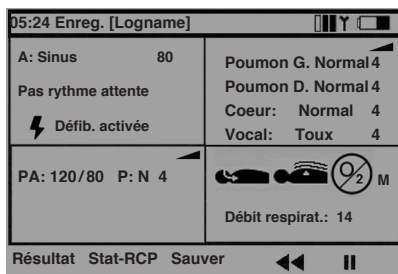 05:24 Enreg. [Logname]
A: Sinus 80
Pas rythme attente
Défib. activée
Poumon G. Normal 4
Poumon D. Normal 4
Coeur: Normal 4
Vocal: Toux 4
PA: 120/80 P: N 4
O2 M
Débit respirat.: 14
Résultat Stat-RCP Sauver